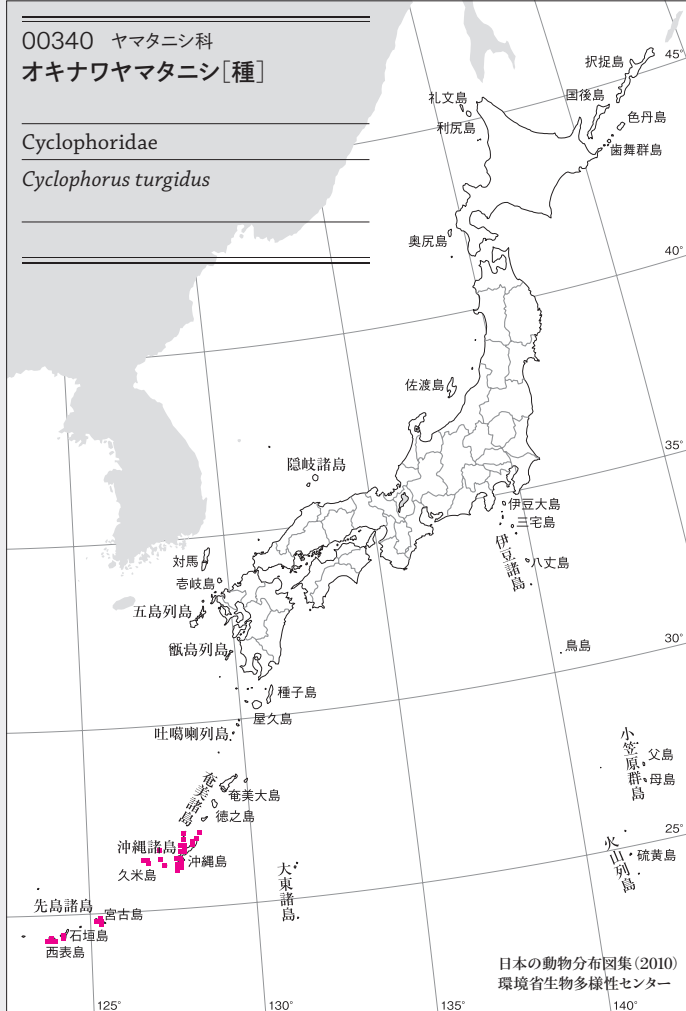 00340 ヤマタニシ科
オキナワヤマタニシ[種]
Cyclophoridae
Cyclophorus turgidus
択捉島
45°
国後島
礼文島
色丹島
利尻島
歯舞群島
奥尻島
40°
佐渡島
35°
隠岐諸島
伊豆大島
三宅島
伊豆諸島
八丈島
対馬
壱岐島
五島列島
甑島列島
鳥島
30°
種子島
屋久島
吐噶喇列島
小笠原群島
父島
母島
奄美諸島
奄美大島
徳之島
25°
沖縄諸島
沖縄島
久米島
火山列島
硫黄島
大東諸島
先島諸島
宮古島
石垣島
西表島
日本の動物分布図集(2010)
環境省生物多様性センター
125°
130°
135°
140°